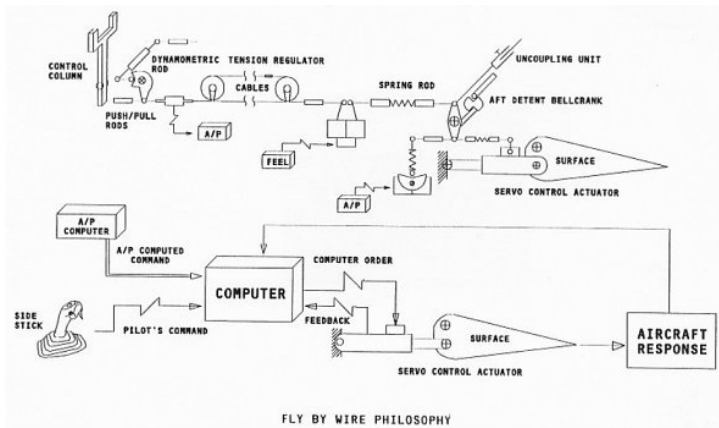 CONTROL
COLUMN
DYNAMOMETRIC
ROD
TENSION REGULATOR
CABLES
PUSH/PULL
RODS
A/P
FEEL
SPRING ROD
UNCOUPLING UNIT
AFT DETENT BELLCRANK
A/P
SURFACE
SERVO CONTROL ACTUATOR
A/P
COMPUTER
A/P COMPUTED
COMMAND
COMPUTER
COMPUTER ORDER
FEEDBACK
SIDE
STICK
PILOT'S COMMAND
SURFACE
SERVO CONTROL ACTUATOR
AIRCRAFT
RESPONSE
FLY BY WIRE PHILOSOPHY